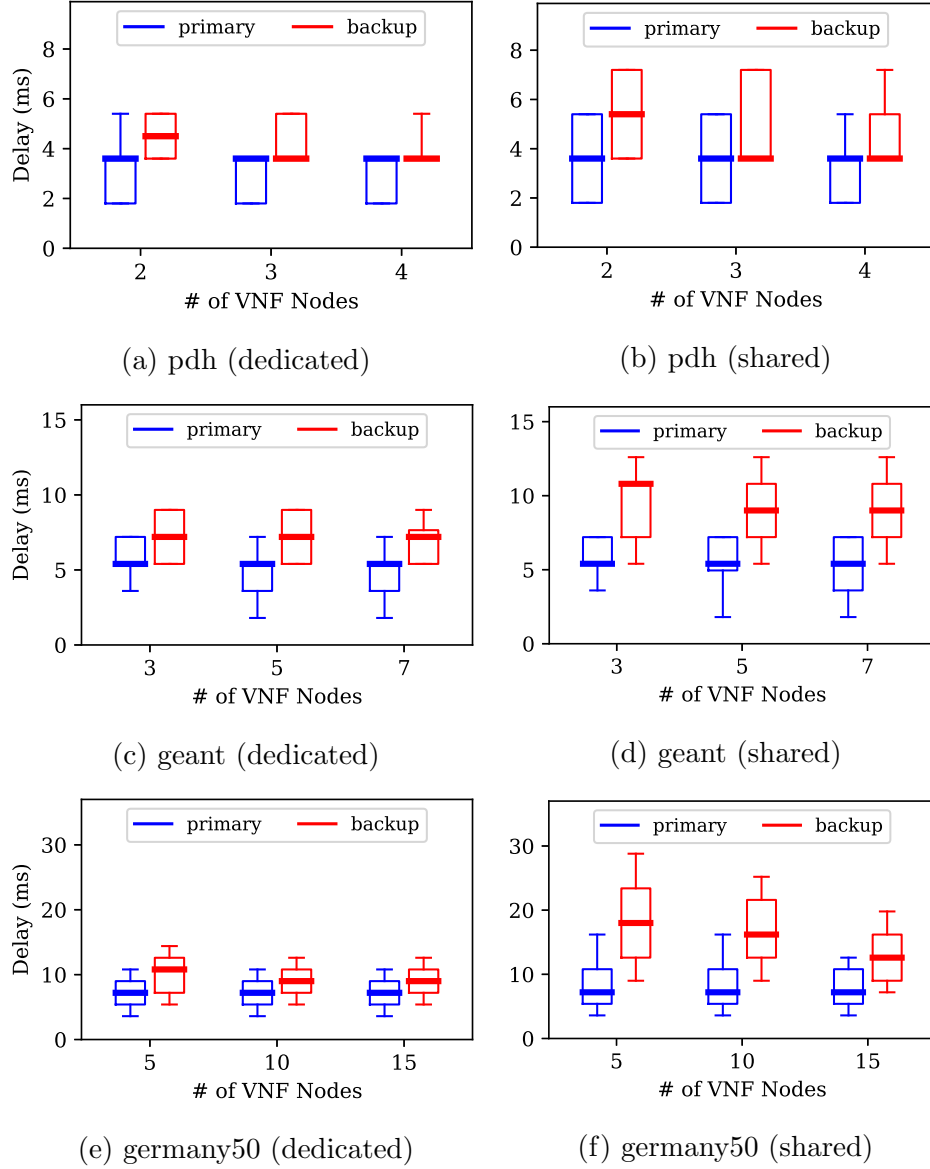 primary backup
Delay (ms)
8
6
4
2
0
2 3 4
# of VNF Nodes
(a) pdh (dedicated)
primary backup
8
6
4
2
0
2 3 4
# of VNF Nodes
(b) pdh (shared)
primary backup
Delay (ms)
15
10
5
0
3 5 7
# of VNF Nodes
(c) geant (dedicated)
primary backup
15
10
5
0
3 5 7
# of VNF Nodes
(d) geant (shared)
primary backup
Delay (ms)
30
20
10
0
5 10 15
# of VNF Nodes
(e) germany50 (dedicated)
primary backup
30
20
10
0
5 10 15
# of VNF Nodes
(f) germany50 (shared)